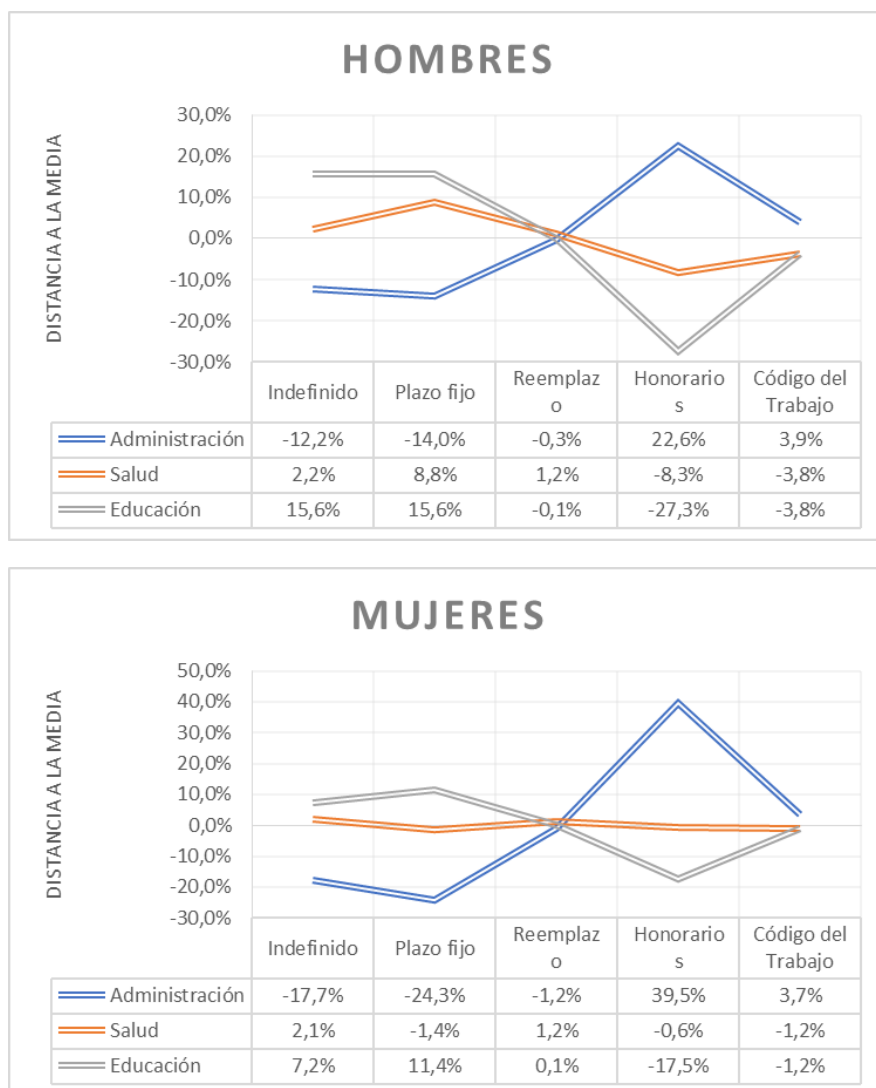 HOMBRES
DISTANCIA A LA MEDIA
30,0%
20,0%
10,0%
0,0%
-10,0%
-20,0%
-30,0%
Indefinido Plazo fijo Reemplaz
o Honorario
s Código del
Trabajo
Administración -12,2% -14,0% -0,3% 22,6% 3,9%
Salud 2,2% 8,8% 1,2% -8,3% -3,8%
Educación 15,6% 15,6% -0,1% -27,3% -3,8%
MUJERES
DISTANCIA A LA MEDIA
50,0%
40,0%
30,0%
20,0%
10,0%
0,0%
-10,0%
-20,0%
-30,0%
Indefinido Plazo fijo Reemplaz
o Honorario
s Código del
Trabajo
Administración -17,7% -24,3% -1,2% 39,5% 3,7%
Salud 2,1% -1,4% 1,2% -0,6% -1,2%
Educación 7,2% 11,4% 0,1% -17,5% -1,2%